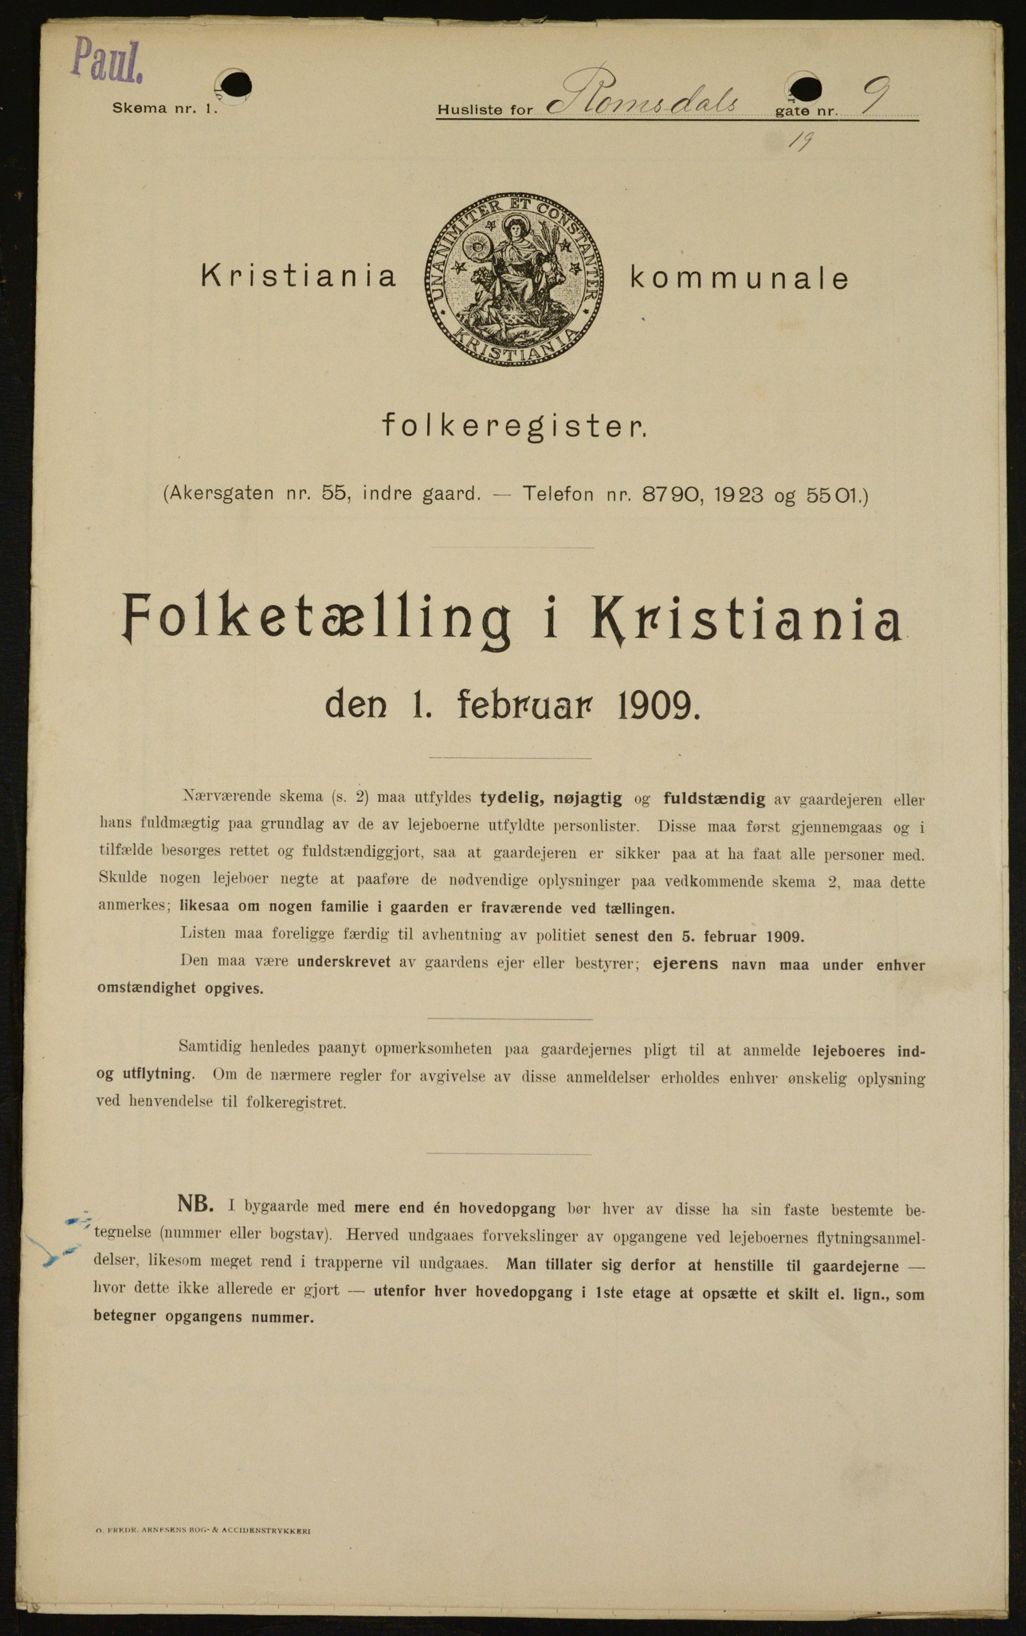 Paul.
Skema nr. 1.
Husliste for Romsdals gate nr. 9
19
UNANIMITER ET CONSTANTER
KRISTIANIA
Kristiania kommunale
folkeregister.
(Akersgaten nr. 55, indre gaard. — Telefon nr. 8790, 1923 og 5501.)
Folketælling i Kristiania
den 1. februar 1909.
Nærværende skema (s. 2) maa utfyldes tydelig, nøjagtig og fuldstændig av gaardejeren eller
hans fuldmægtig paa grundlag av de av lejeboerne utfyldte personlister. Disse maa først gjennemgaas og i
tilfælde besørges rettet og fuldstændiggjort, saa at gaardejeren er sikker paa at ha faat alle personer med.
Skulde nogen lejeboer negte at paaføre de nødvendige oplysninger paa vedkommende skema 2, maa dette
anmerkes; likesaa om nogen familie i gaarden er fraværende ved tællingen.
Listen maa foreligge færdig til avhentning av politiet senest den 5. februar 1909.
Den maa være underskrevet av gaardens ejer eller bestyrer; ejerens navn maa under enhver
omstændighet opgives.
Samtidig henledes paanyt opmerksomheten paa gaardejernes pligt til at anmelde lejeboeres ind-
og utflytning. Om de nærmere regler for avgivelse av disse anmeldelser erholdes enhver ønskelig oplysning
ved henvendelse til folkeregistret.
NB. I bygaarde med mere end én hovedopgang bør hver av disse ha sin faste bestemte be-
tegnelse (nummer eller bogstav). Herved undgaaes forvekslinger av opgangene ved lejeboernes flytningsanmel-
delser, likesom meget rend i trapperne vil undgaaes. Man tillater sig derfor at henstille til gaardejerne —
hvor dette ikke allerede er gjort — utenfor hver hovedopgang i 1ste etage at opsætte et skilt el. lign., som
betegner opgangens nummer.
O. FREDR. ARNESENS BOG- & ACCIDENSTRYKKERI